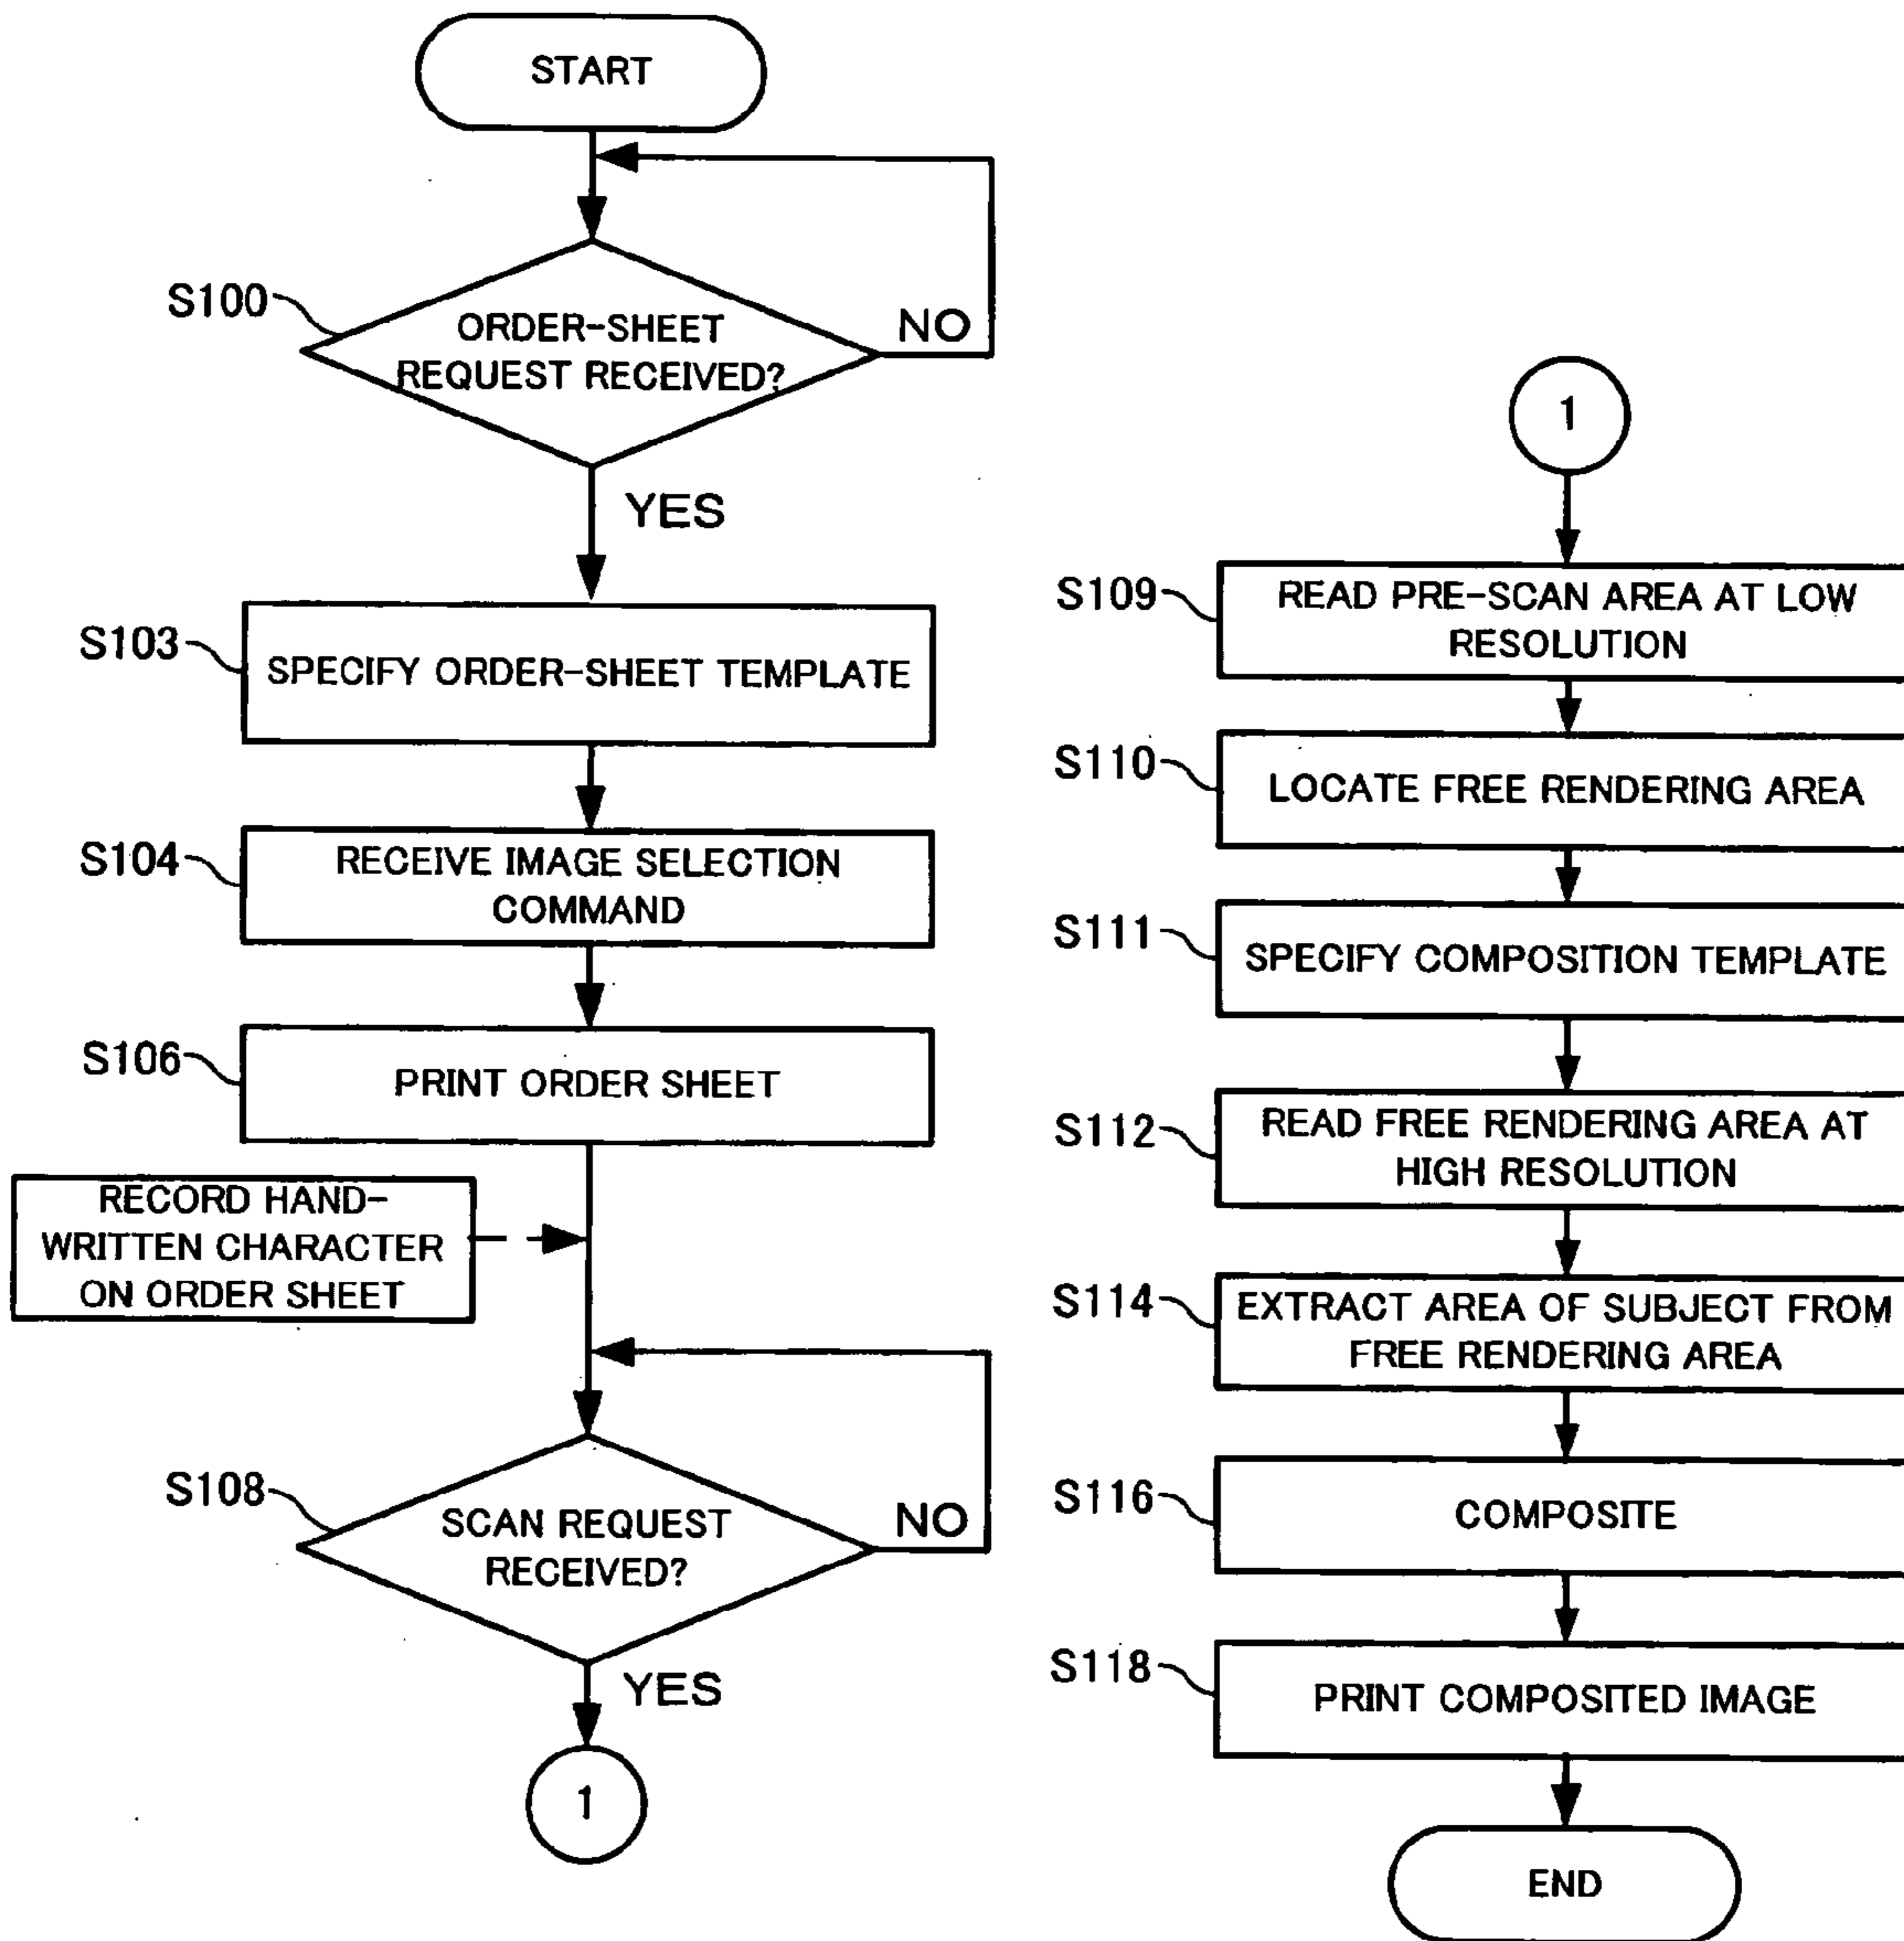 START
S100
ORDER-SHEET
REQUEST RECEIVED?
NO
YES
S103
SPECIFY ORDER-SHEET TEMPLATE
S104
RECEIVE IMAGE SELECTION
COMMAND
S106
PRINT ORDER SHEET
RECORD HAND-
WRITTEN CHARACTER
ON ORDER SHEET
S108
SCAN REQUEST
RECEIVED?
NO
YES
1
1
S109
READ PRE-SCAN AREA AT LOW
RESOLUTION
S110
LOCATE FREE RENDERING AREA
S111
SPECIFY COMPOSITION TEMPLATE
S112
READ FREE RENDERING AREA AT
HIGH RESOLUTION
S114
EXTRACT AREA OF SUBJECT FROM
FREE RENDERING AREA
S116
COMPOSITE
S118
PRINT COMPOSITED IMAGE
END